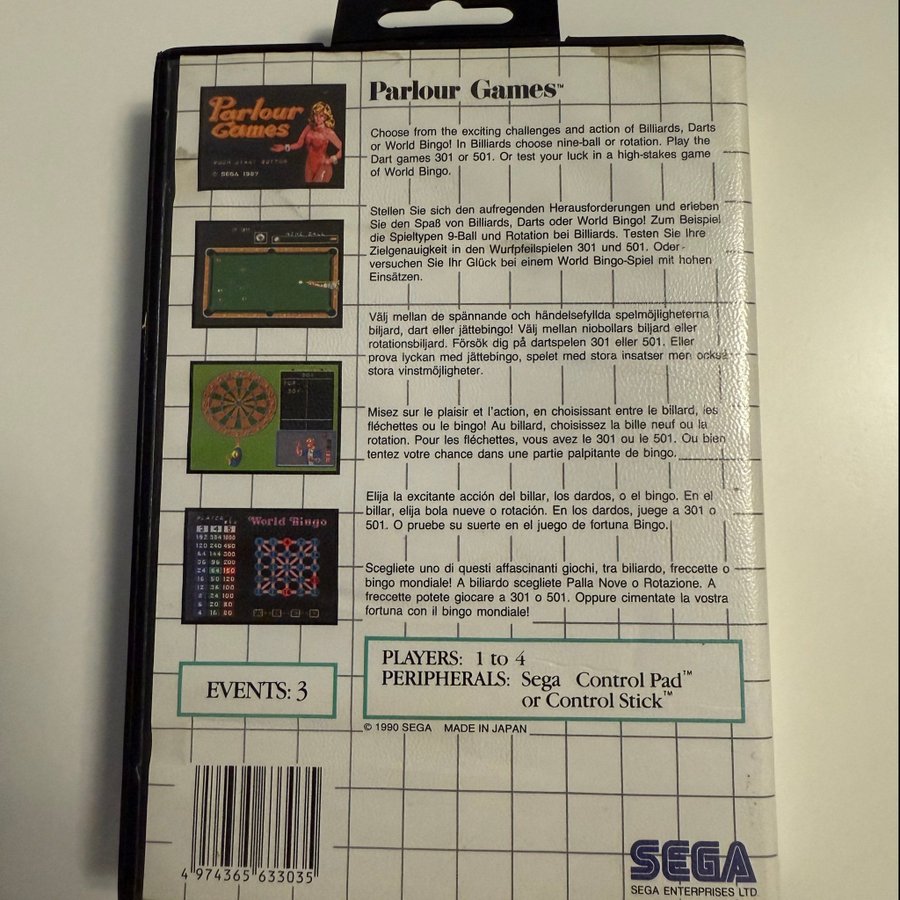 Parlour Games™
Choose from the exciting challenges and action of Billiards, Darts
or World Bingo! In Billiards choose nine-ball or rotation. Play the
Dart games 301 or 501. Or test your luck in a high-stakes game
of World Bingo.
Stellen Sie sich den aufregenden Herausforderungen und erleben
Sie den Spaß von Billiards, Darts oder World Bingo! Zum Beispiel
die Spieltypen 9-Ball und Rotation bei Billiards. Testen Sie Ihre
Zielgenauigkeit in den Wurfpfeilspielen 301 und 501. Oder
versuchen Sie Ihr Glück bei einem World Bingo-Spiel mit hohen
Einsätzen.
Välj mellan de spännande och händelsefyllda spelmöjligheterna
biljard, dart eller jättebingo! Välj mellan niobollars biljard eller
rotationsbiljard. Försök dig på dartspelen 301 eller 501. Eller
prova lyckan med jättebingo, spelet med stora insatser men också
stora vinstmöjligheter.
Misez sur le plaisir et l'action, en choisissant entre le billard, les
fléchettes ou le bingo! Au billard, choisissez la bille neuf ou la
rotation. Pour les fléchettes, vous avez le 301 ou le 501. Ou bien
tentez votre chance dans une partie palpitante de bingo.
Elija la excitante acción del billar, los dardos, o el bingo. En el
billar, elija bola nueve o rotación. En los dardos, juege a 301 o
501. O pruebe su suerte en el juego de fortuna Bingo.
Scegliete uno di questi affascinanti giochi, tra biliardo, freccette o
bingo mondiale! A biliardo scegliete Palla Nove o Rotazione. A
freccette potete giocare a 301 o 501. Oppure cimentate la vostra
fortuna con il bingo mondiale!
Parlour
Games
PUSH START BUTTON
© SEGA 1987
NINE BALL
World Bingo
EVENTS: 3
PLAYERS: 1 to 4
PERIPHERALS: Sega Control Pad™
or Control Stick™
© 1990 SEGA MADE IN JAPAN
4 974365 633035
SEGA
SEGA ENTERPRISES LTD